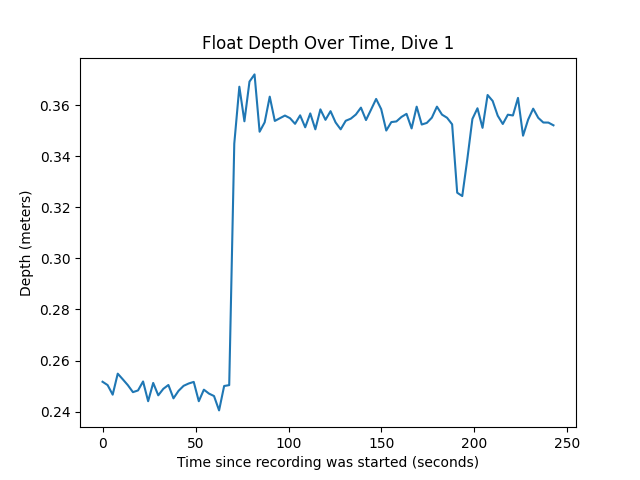 Float Depth Over Time, Dive 1
Depth (meters)
0.36
0.34
0.32
0.30
0.28
0.26
0.24
0 50 100 150 200 250
Time since recording was started (seconds)